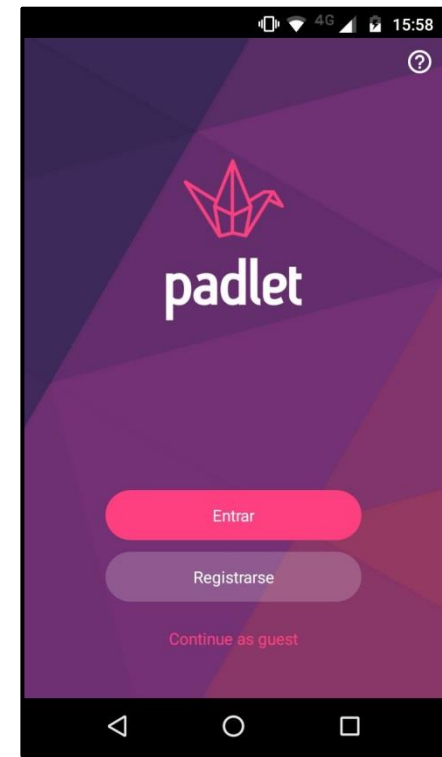 4G 15:58
padlet
Entrar
Registrarse
Continue as guest